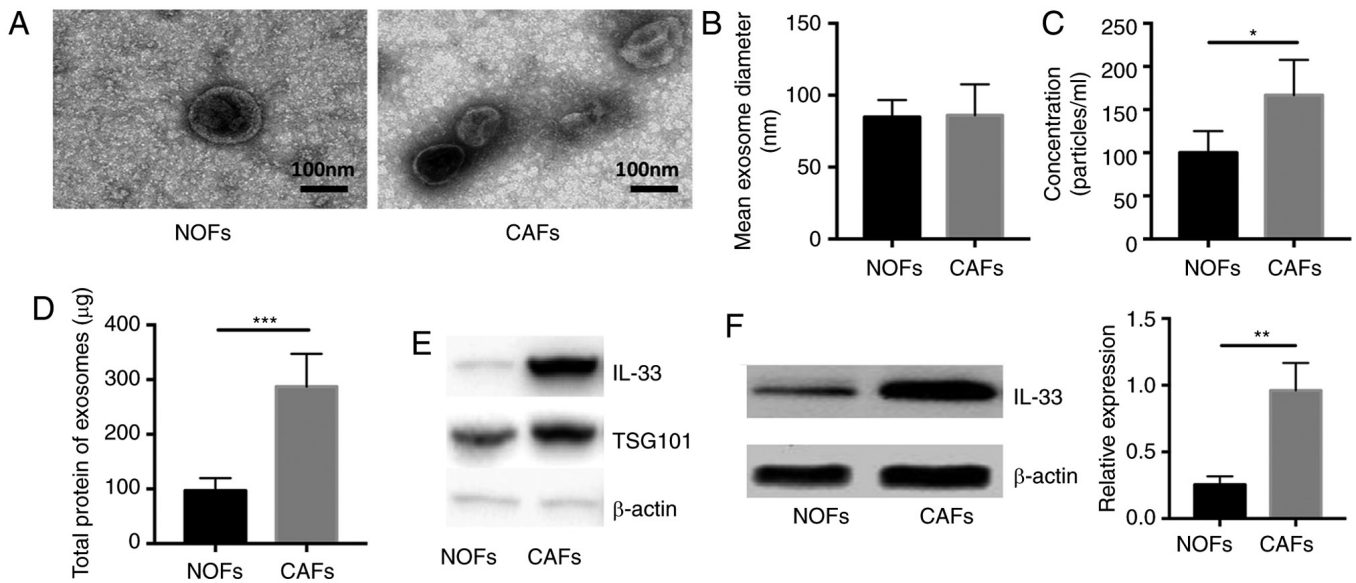 A
100nm
NOFs
100nm
CAFs
B
Mean exosome diameter
(nm)
150
100
50
0
NOFs
CAFs
C
Concentration
(particles/ml)
250
200
150
100
50
0
*
NOFs
CAFs
D
Total protein of exosomes (µg)
400
300
200
100
0
***
NOFs
CAFs
E
IL-33
TSG101
β-actin
NOFs
CAFs
F
IL-33
β-actin
NOFs
CAFs
Relative expression
1.5
1.0
0.5
0.0
**
NOFs
CAFs